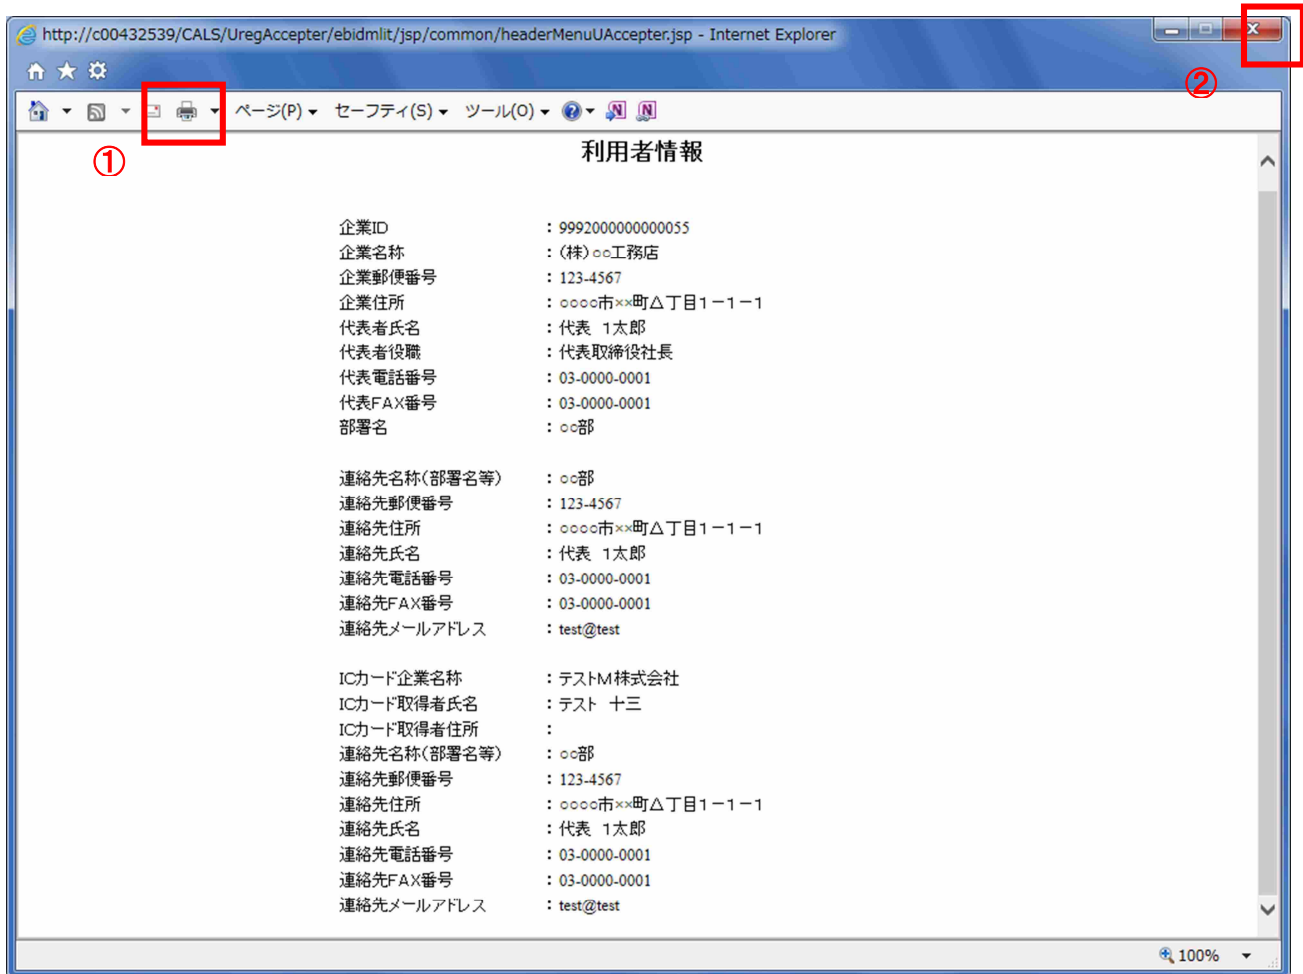 http://c00432539/CALS/UregAccepter/ebidmlit/jsp/common/headerMenuUAccepter.jsp - Internet Explorer
②
ページ(P) セーフティ(S) ツール(O)
①
利用者情報
企業ID : 9992000000000055
企業名称 : (株)○○工務店
企業郵便番号 : 123-4567
企業住所 : ○○○○市××町△丁目1-1-1
代表者氏名 : 代表 1太郎
代表者役職 : 代表取締役社長
代表電話番号 : 03-0000-0001
代表FAX番号 : 03-0000-0001
部署名 : ○○部
連絡先名称(部署名等) : ○○部
連絡先郵便番号 : 123-4567
連絡先住所 : ○○○○市××町△丁目1-1-1
連絡先氏名 : 代表 1太郎
連絡先電話番号 : 03-0000-0001
連絡先FAX番号 : 03-0000-0001
連絡先メールアドレス : test@test
ICカード企業名称 : テストM株式会社
ICカード取得者氏名 : テスト 十三
ICカード取得者住所 :
連絡先名称(部署名等) : ○○部
連絡先郵便番号 : 123-4567
連絡先住所 : ○○○○市××町△丁目1-1-1
連絡先氏名 : 代表 1太郎
連絡先電話番号 : 03-0000-0001
連絡先FAX番号 : 03-0000-0001
連絡先メールアドレス : test@test
100%